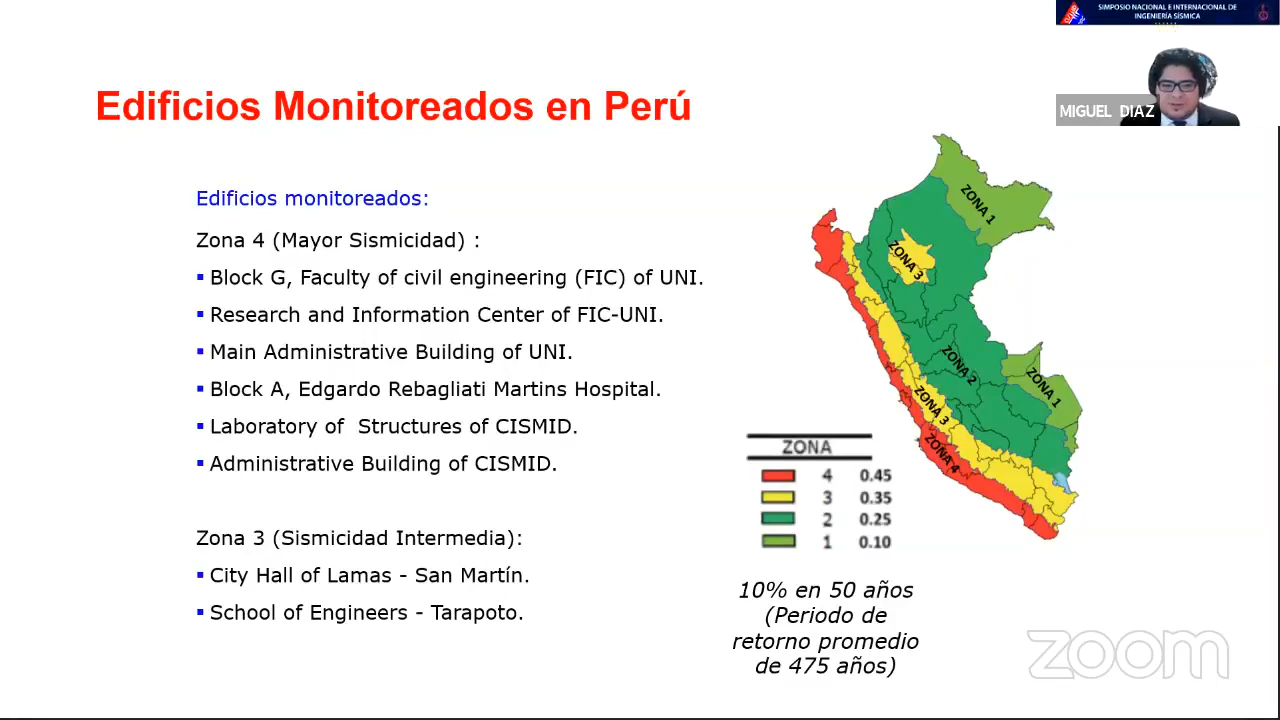 SIMPOSIO NACIONAL E INTERNACIONAL DE
INGENIERÍA SÍSMICA
MIGUEL DIAZ
Edificios Monitoreados en Perú
Edificios monitoreados:
Zona 4 (Mayor Sismicidad) :
▪ Block G, Faculty of civil engineering (FIC) of UNI.
▪ Research and Information Center of FIC-UNI.
▪ Main Administrative Building of UNI.
▪ Block A, Edgardo Rebagliati Martins Hospital.
▪ Laboratory of Structures of CISMID.
▪ Administrative Building of CISMID.
Zona 3 (Sismicidad Intermedia):
▪ City Hall of Lamas - San Martín.
▪ School of Engineers - Tarapoto.
ZONA 1
ZONA 3
ZONA 2
ZONA 1
ZONA 3
ZONA 4
ZONA
4 0.45
3 0.35
2 0.25
1 0.10
10% en 50 años
(Periodo de
retorno promedio
de 475 años)
zoom